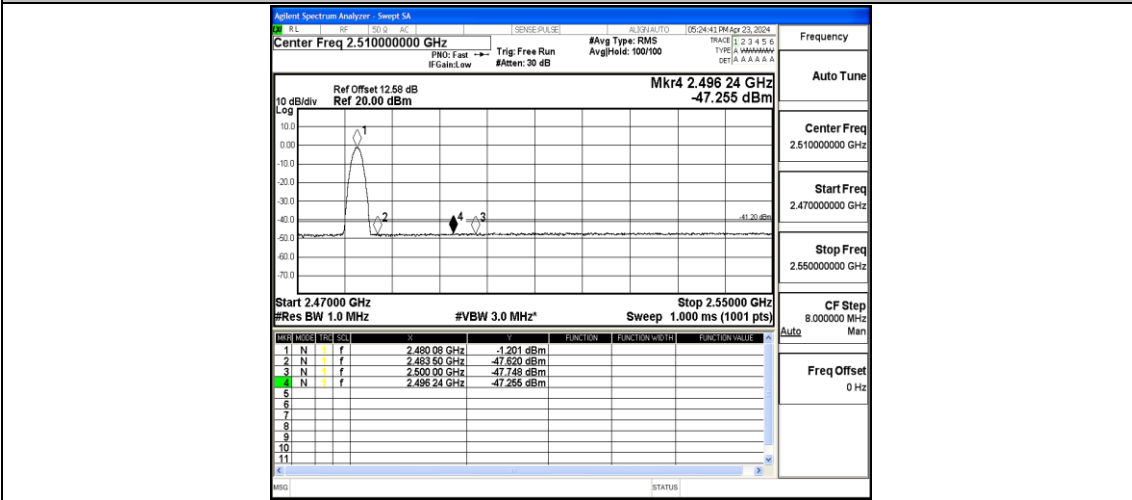 Agilent Spectrum Analyzer - Swept SA
RL RF 50 Ω AC SENSE:PULSE ALIGNAUTO 05:24:41 PM Apr 23, 2024
Center Freq 2.510000000 GHz
PNO: Fast
IFGain:Low
Trig: Free Run
#Atten: 30 dB
#Avg Type: RMS
Avg|Hold: 100/100
TRACE 1 2 3 4 5 6
TYPE A WWWWW
DET A A A A A A
Frequency
Auto Tune
Mkr4 2.496 24 GHz
-47.255 dBm
Ref Offset 12.58 dB
10 dB/div Ref 20.00 dBm
Log
10.0
0.00
-10.0
-20.0
-30.0
-40.0
-50.0
-60.0
-70.0
1
2
4
3
-41.20 dBm
Center Freq
2.510000000 GHz
Start Freq
2.470000000 GHz
Stop Freq
2.550000000 GHz
CF Step
8.000000 MHz
Auto Man
Freq Offset
0 Hz
Start 2.47000 GHz Stop 2.55000 GHz
#Res BW 1.0 MHz #VBW 3.0 MHz* Sweep 1.000 ms (1001 pts)
MKR MODE TRC SCL X Y FUNCTION FUNCTION WIDTH FUNCTION VALUE
1 N 1 f 2.480 08 GHz -1.201 dBm
2 N 1 f 2.483 50 GHz -47.620 dBm
3 N 1 f 2.500 00 GHz -47.748 dBm
4 N 1 f 2.496 24 GHz -47.255 dBm
5
6
7
8
9
10
11
MSG STATUS